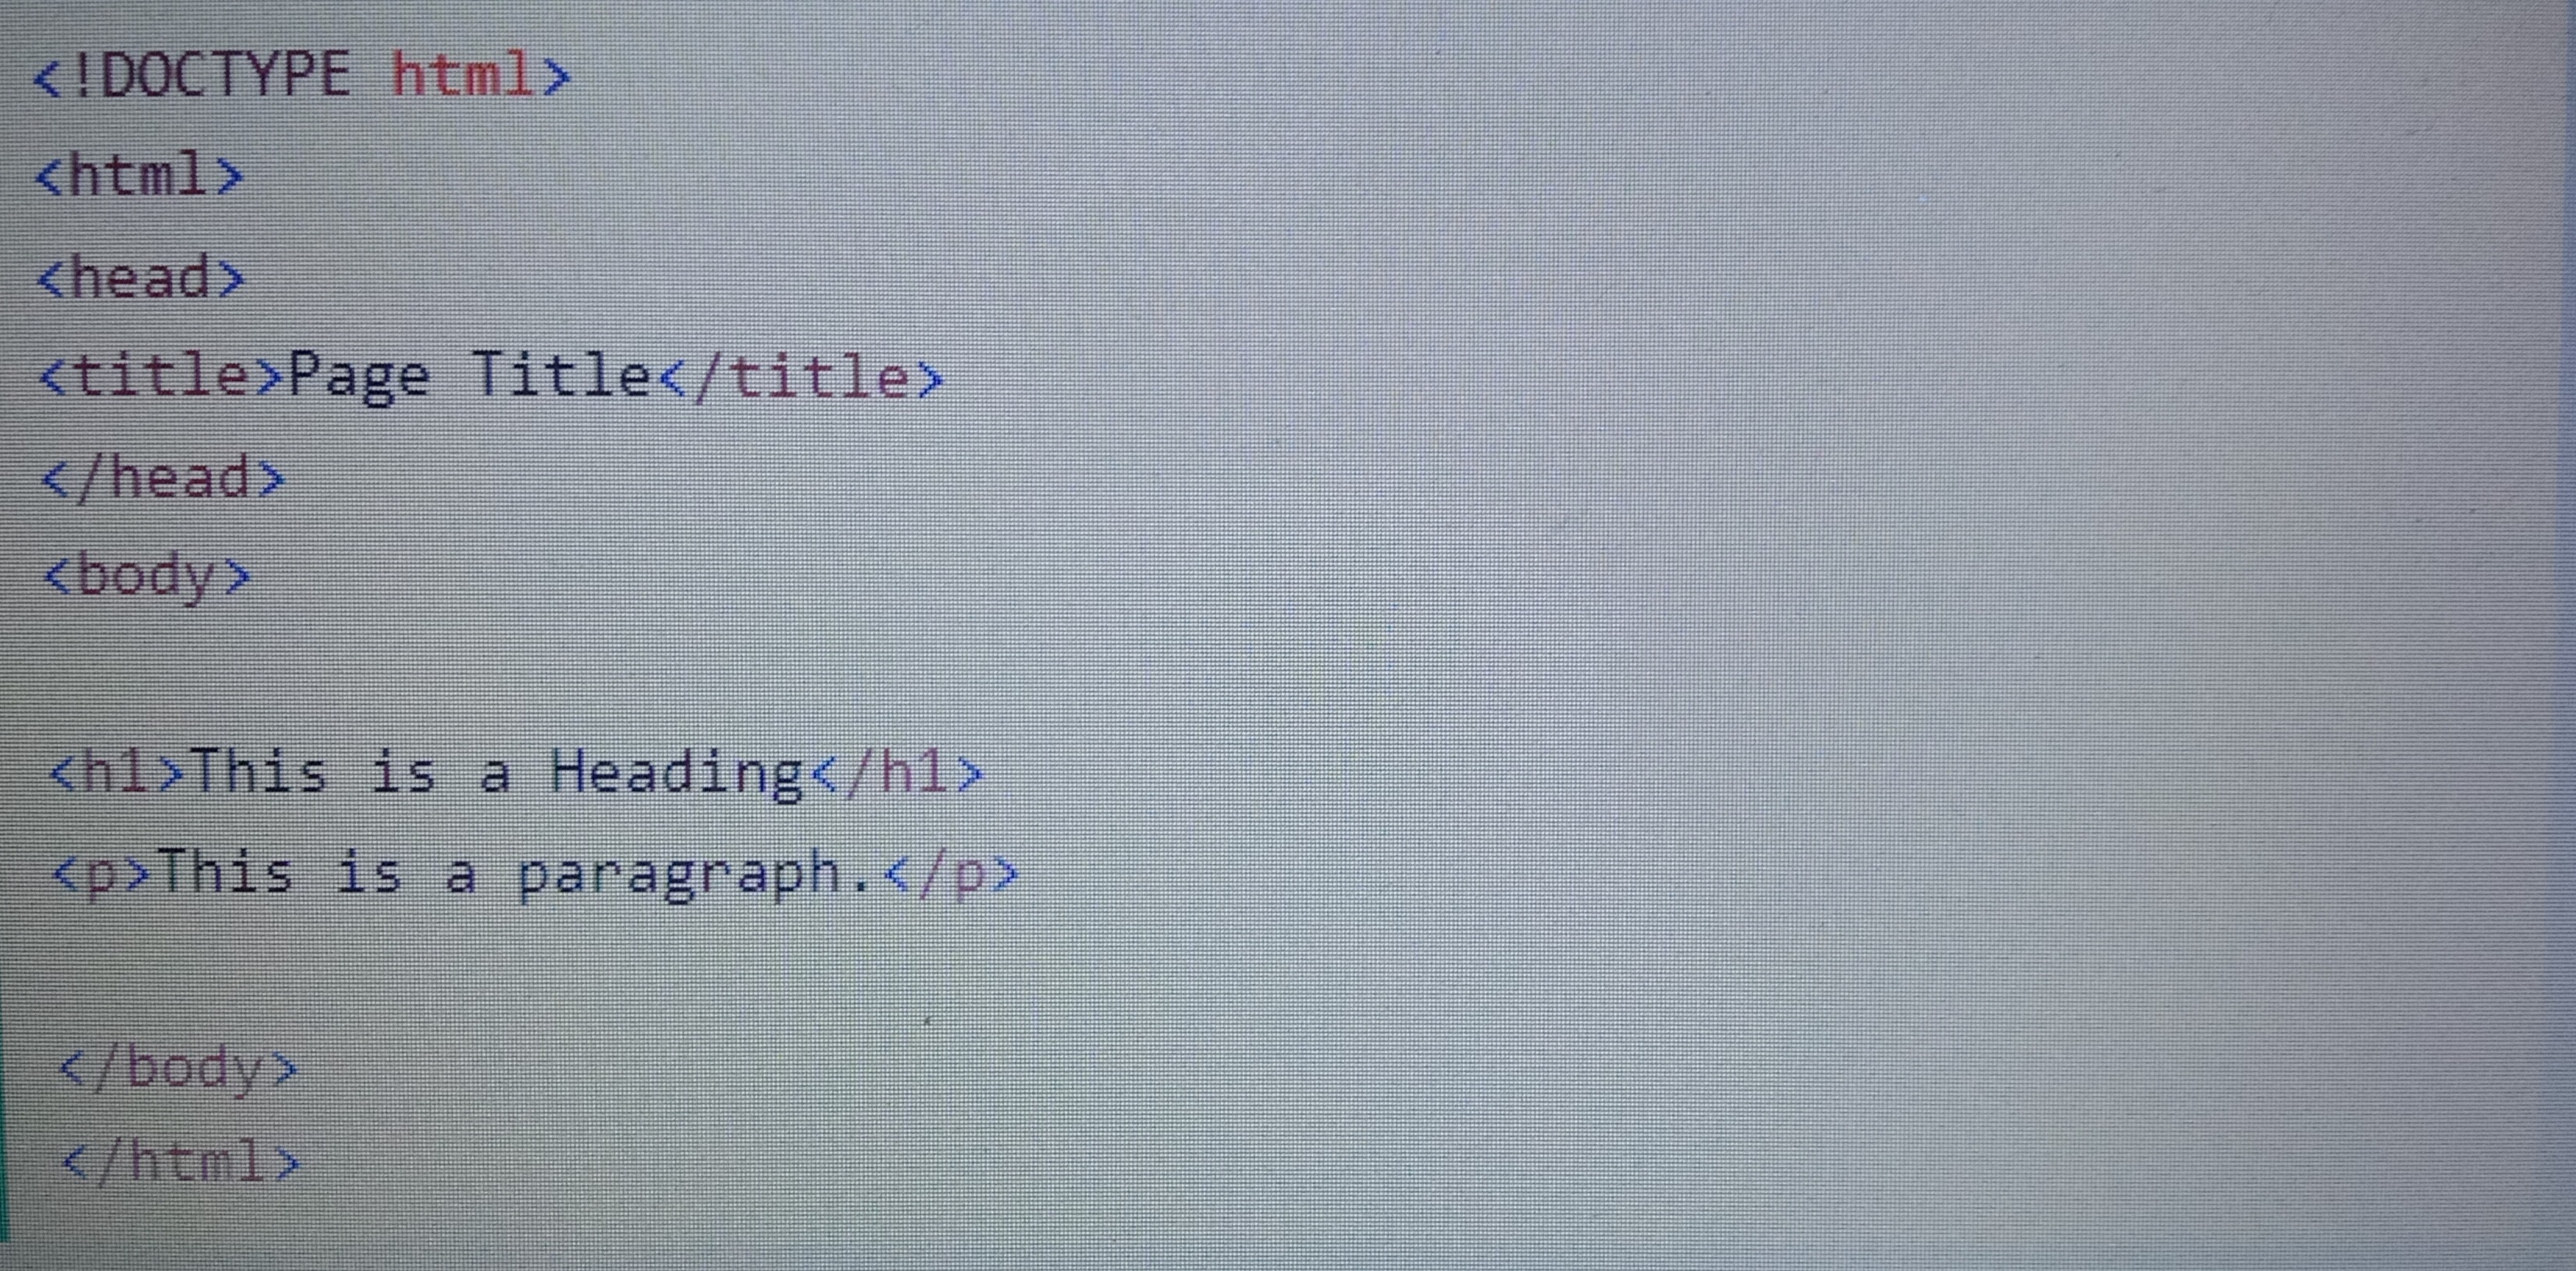 <!DOCTYPE html>
<html>
<head>
<title>Page Title</title>
</head>
<body>
<h1>This is a Heading</h1>
<p>This is a paragraph.</p>
</body>
</html>